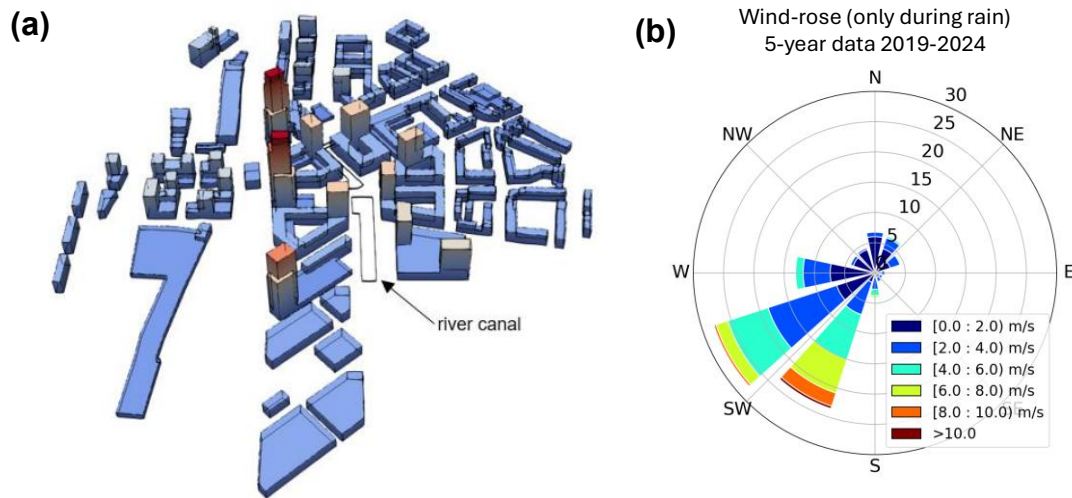 (a)
river canal
(b)
Wind-rose (only during rain)
5-year data 2019-2024
N
30
25
NW
NE
20
15
10
5
W
E
SW
S
[0.0 : 2.0) m/s
[2.0 : 4.0) m/s
[4.0 : 6.0) m/s
[6.0 : 8.0) m/s
[8.0 : 10.0) m/s
>10.0